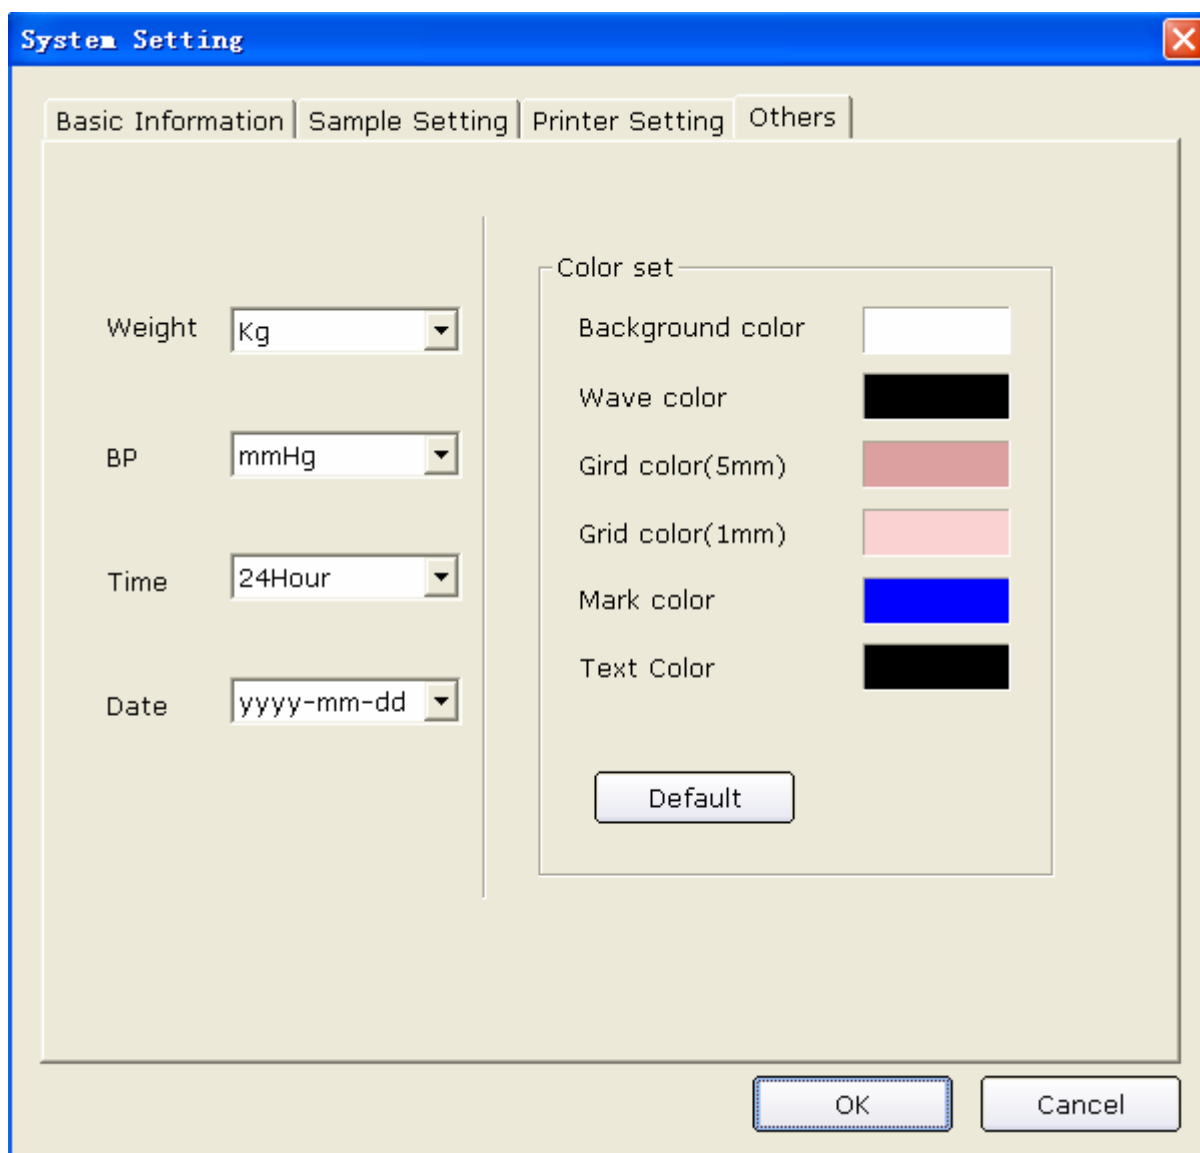 System Setting
Basic Information
Sample Setting
Printer Setting
Others
Weight
Kg
BP
mmHg
Time
24Hour
Date
yyyy-mm-dd
Color set
Background color
Wave color
Gird color(5mm)
Grid color(1mm)
Mark color
Text Color
Default
OK
Cancel